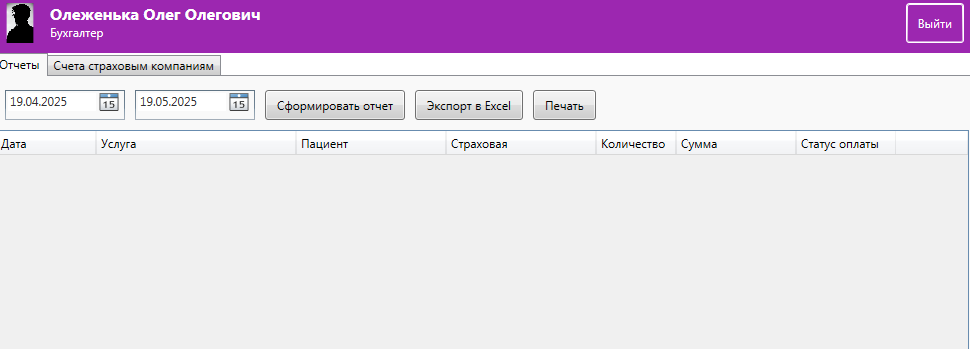 Олеженька Олег Олегович
Бухгалтер
Выйти
Отчеты Счета страховым компаниям
19.04.2025 15 19.05.2025 15 Сформировать отчет Экспорт в Excel Печать
Дата Услуга Пациент Страховая Количество Сумма Статус оплаты